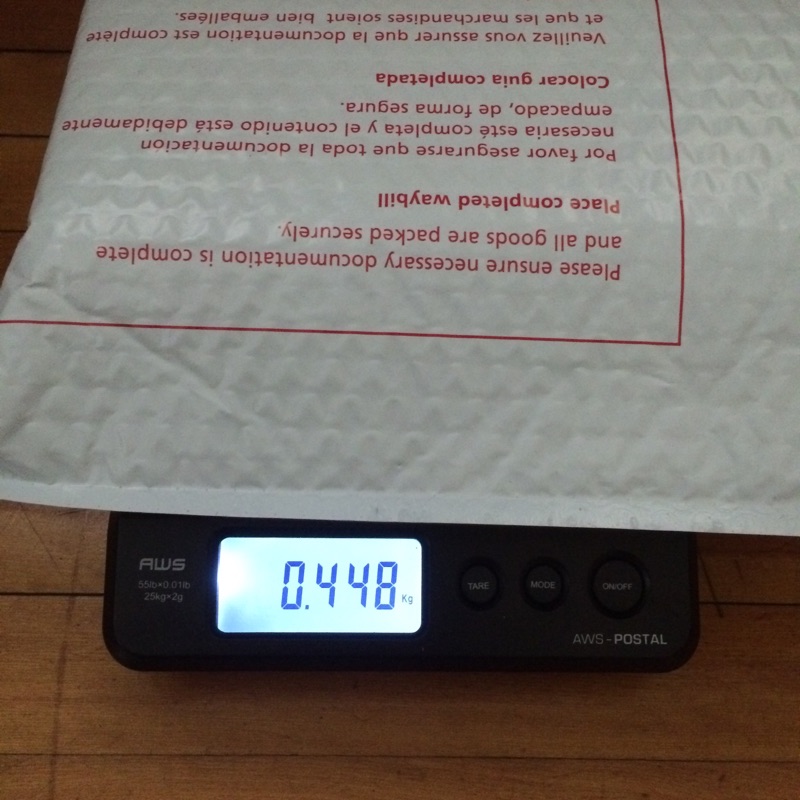 Please ensure necessary documentation is complete
and all goods are packed securely.
Place completed waybill
Por favor asegurarse que toda la documentación
necesaria esté completa y el contenido está debidamente
empacado, de forma segura.
Colocar guia completada
Veuillez vous assurer que la documentation est complète
et que les marchandises soient bien emballées.
AWS
55lb×0.01lb
25kg×2g
0.448 Kg
TARE
MODE
ON/OFF
AWS-POSTAL